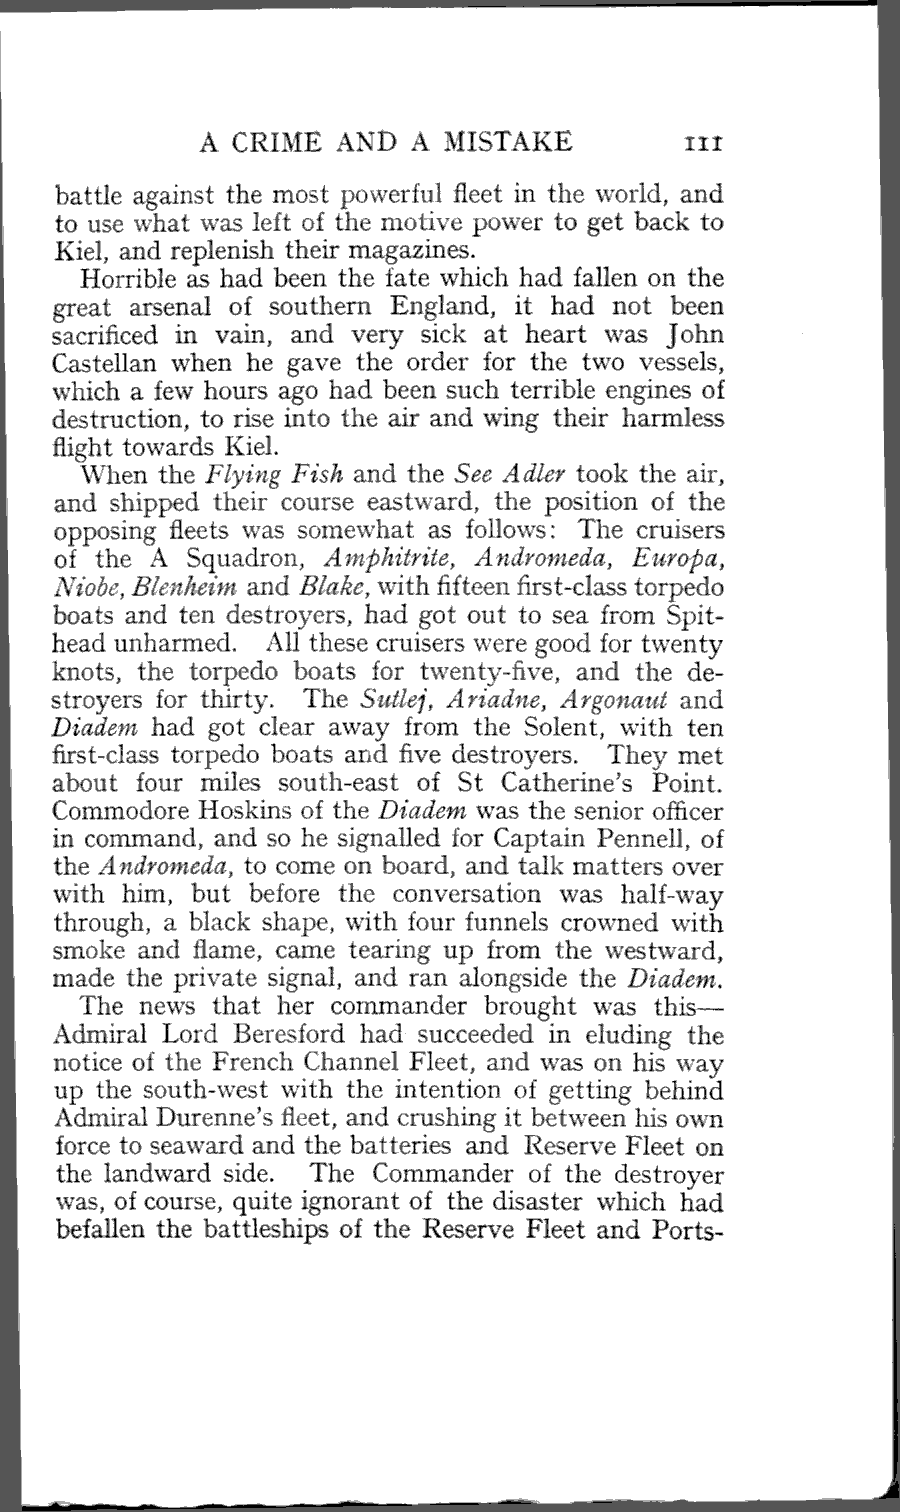 A CRIME AND A MISTAKE 111
battle against the most powerful fleet in the world, and
to use what was left of the motive power to get back to
Kiel, and replenish their magazines.
Horrible as had been the fate which had fallen on the
great arsenal of southern England, it had not been
sacrificed in vain, and very sick at heart was John
Castellan when he gave the order for the two vessels,
which a few hours ago had been such terrible engines of
destruction, to rise into the air and wing their harmless
flight towards Kiel.
When the Flying Fish and the See Adler took the air,
and shipped their course eastward, the position of the
opposing fleets was somewhat as follows: The cruisers
of the A Squadron, Amphitrite, Andromeda, Europa,
Niobe, Blenheim and Blake, with fifteen first-class torpedo
boats and ten destroyers, had got out to sea from Spit-
head unharmed. All these cruisers were good for twenty
knots, the torpedo boats for twenty-five, and the de-
stroyers for thirty. The Sutlej, Ariadne, Argonaut and
Diadem had got clear away from the Solent, with ten
first-class torpedo boats and five destroyers. They met
about four miles south-east of St Catherine's Point.
Commodore Hoskins of the Diadem was the senior officer
in command, and so he signalled for Captain Pennell, of
the Andromeda, to come on board, and talk matters over
with him, but before the conversation was half-way
through, a black shape, with four funnels crowned with
smoke and flame, came tearing up from the westward,
made the private signal, and ran alongside the Diadem.
The news that her commander brought was this—
Admiral Lord Beresford had succeeded in eluding the
notice of the French Channel Fleet, and was on his way
up the south-west with the intention of getting behind
Admiral Durenne's fleet, and crushing it between his own
force to seaward and the batteries and Reserve Fleet on
the landward side. The Commander of the destroyer
was, of course, quite ignorant of the disaster which had
befallen the battleships of the Reserve Fleet and Ports-